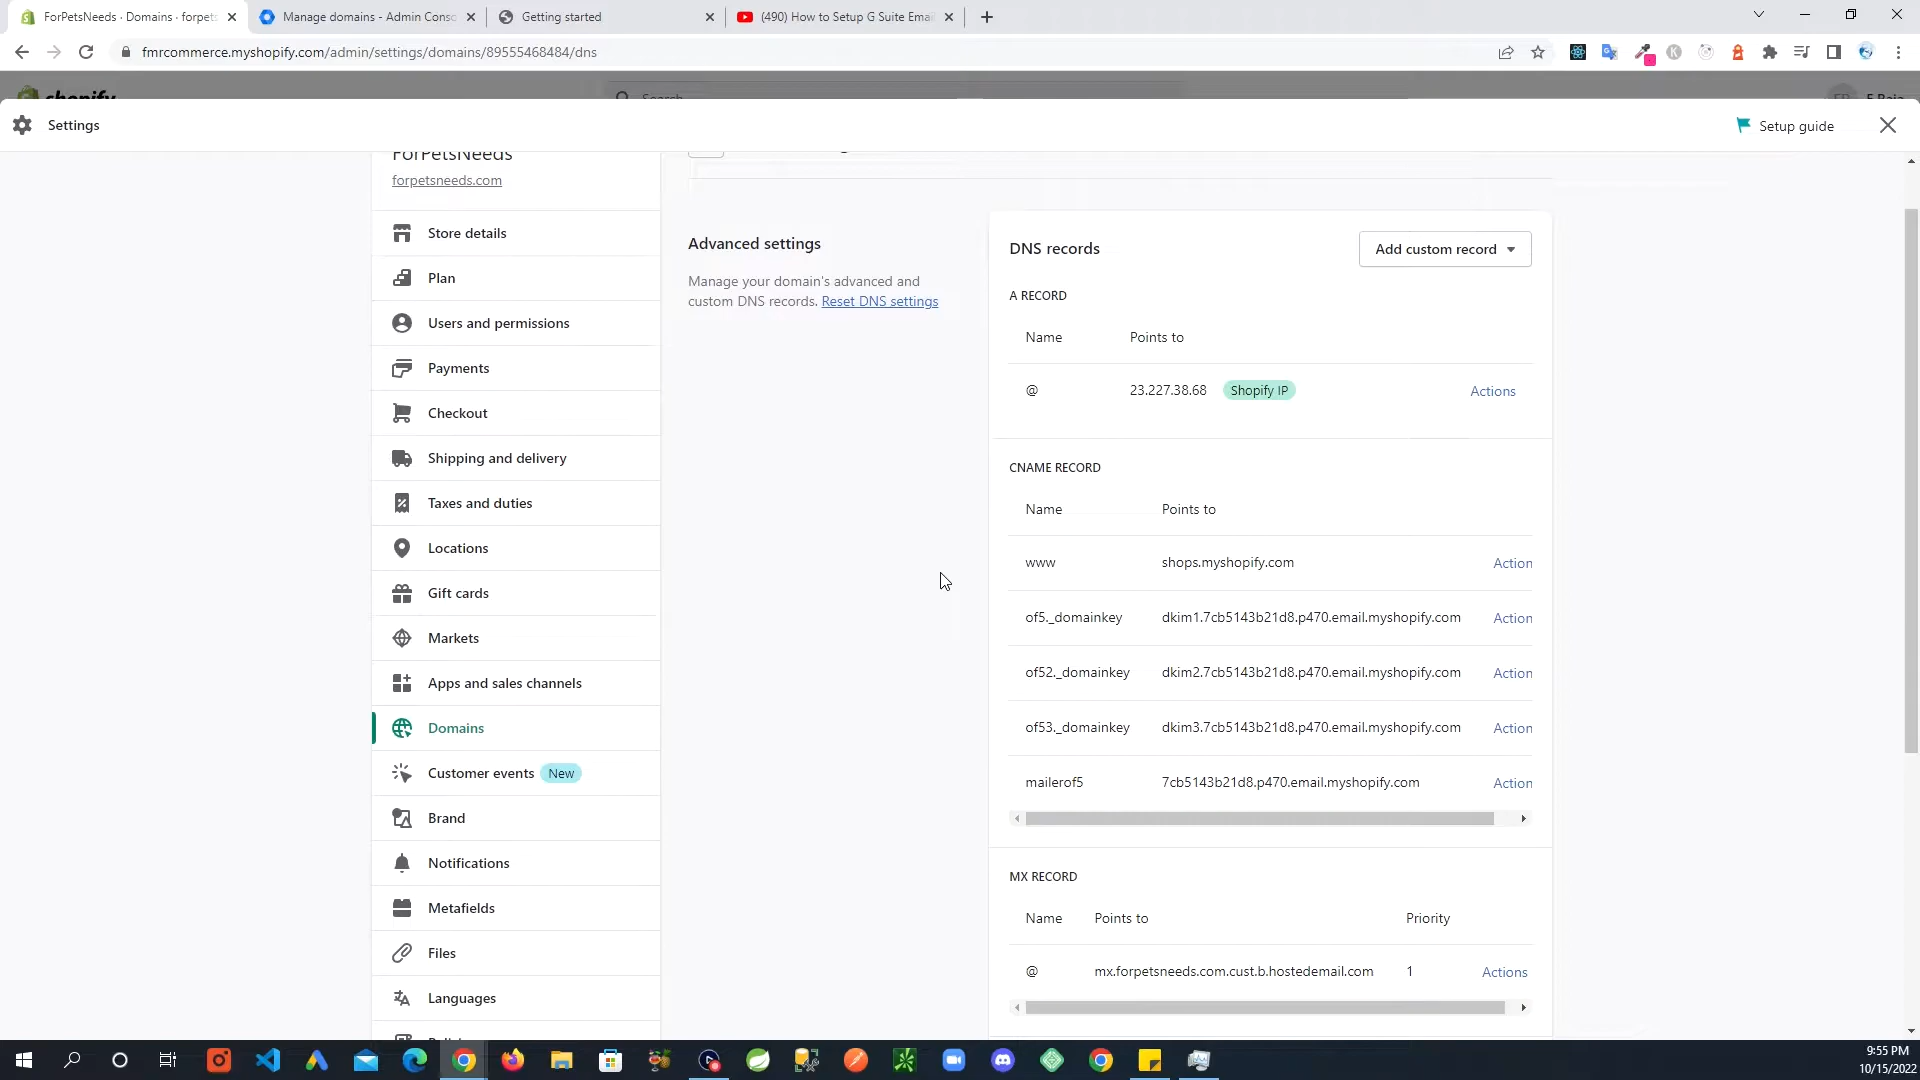 ForPetsNeeds · Domains · forpets
Manage domains - Admin Conso
Getting started
(490) How to Setup G Suite Emai
fmrcommerce.myshopify.com/admin/settings/domains/89555468484/dns
shopify
Search
Settings
Setup guide
ForPetsNeeds
forpetsneeds.com
Store details
Plan
Users and permissions
Payments
Checkout
Shipping and delivery
Taxes and duties
Locations
Gift cards
Markets
Apps and sales channels
Domains
Customer events New
Brand
Notifications
Metafields
Files
Languages
Advanced settings
Manage your domain's advanced and
custom DNS records. Reset DNS settings
DNS records
Add custom record
A RECORD
Name Points to
@ 23.227.38.68 Shopify IP Actions
CNAME RECORD
Name Points to
www shops.myshopify.com Action
of5._domainkey dkim1.7cb5143b21d8.p470.email.myshopify.com Action
of52._domainkey dkim2.7cb5143b21d8.p470.email.myshopify.com Action
of53._domainkey dkim3.7cb5143b21d8.p470.email.myshopify.com Action
mailerof5 7cb5143b21d8.p470.email.myshopify.com Action
MX RECORD
Name Points to Priority
@ mx.forpetsneeds.com.cust.b.hostedemail.com 1 Actions
9:55 PM
10/15/2022